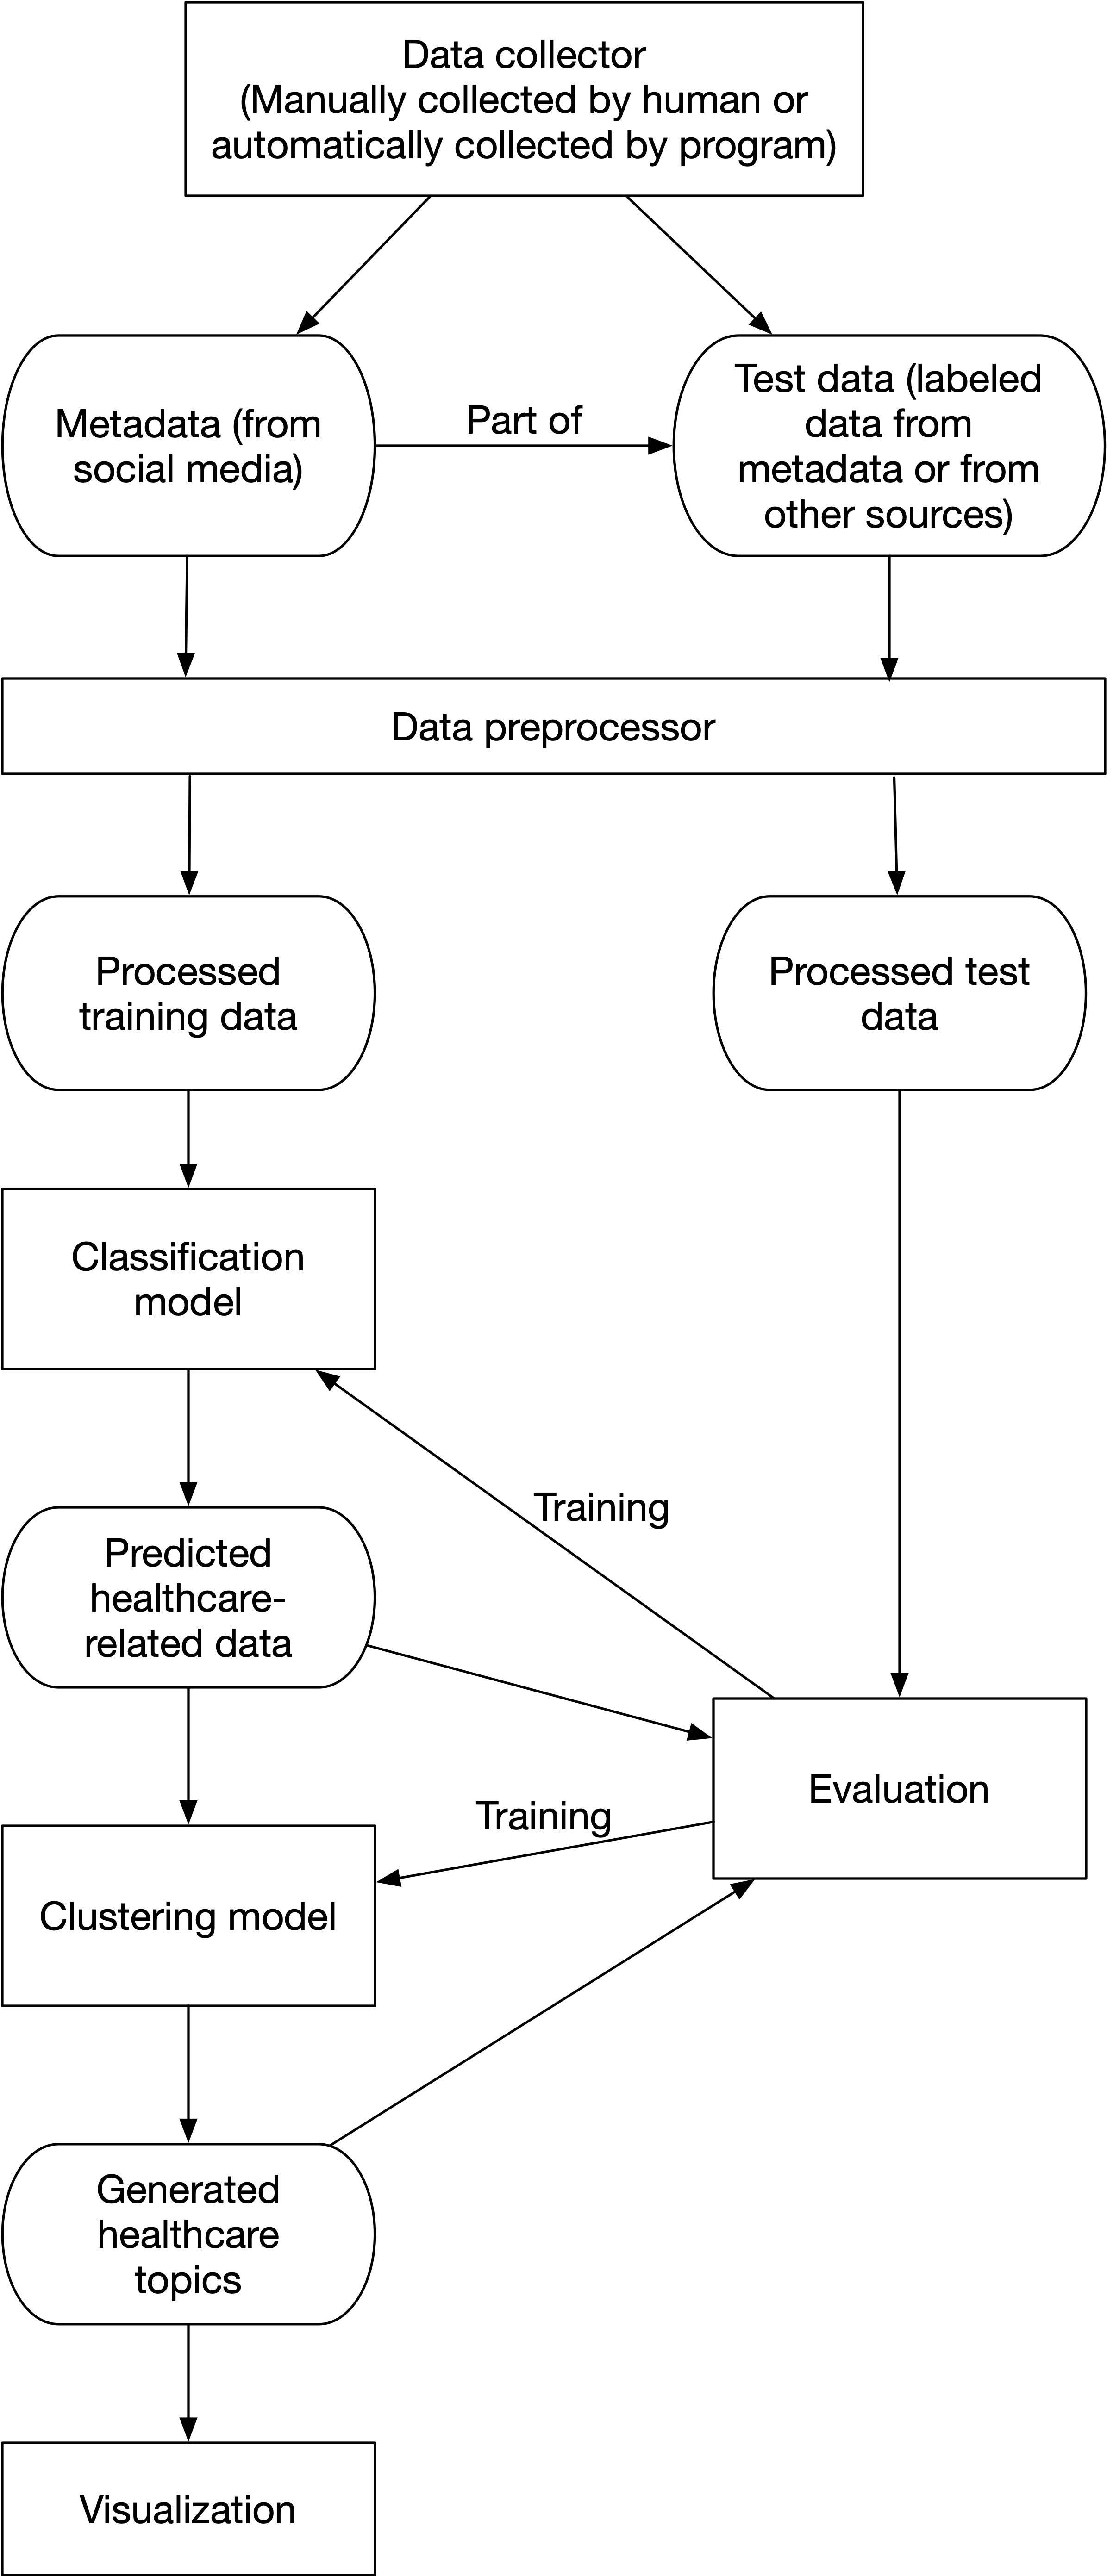 Data collector
(Manually collected by human or
automatically collected by program)
Metadata (from
social media)
Part of
Test data (labeled
data from
metadata or from
other sources)
Data preprocessor
Processed
training data
Processed test
data
Classification
model
Training
Predicted
healthcare-
related data
Evaluation
Training
Clustering model
Generated
healthcare
topics
Visualization